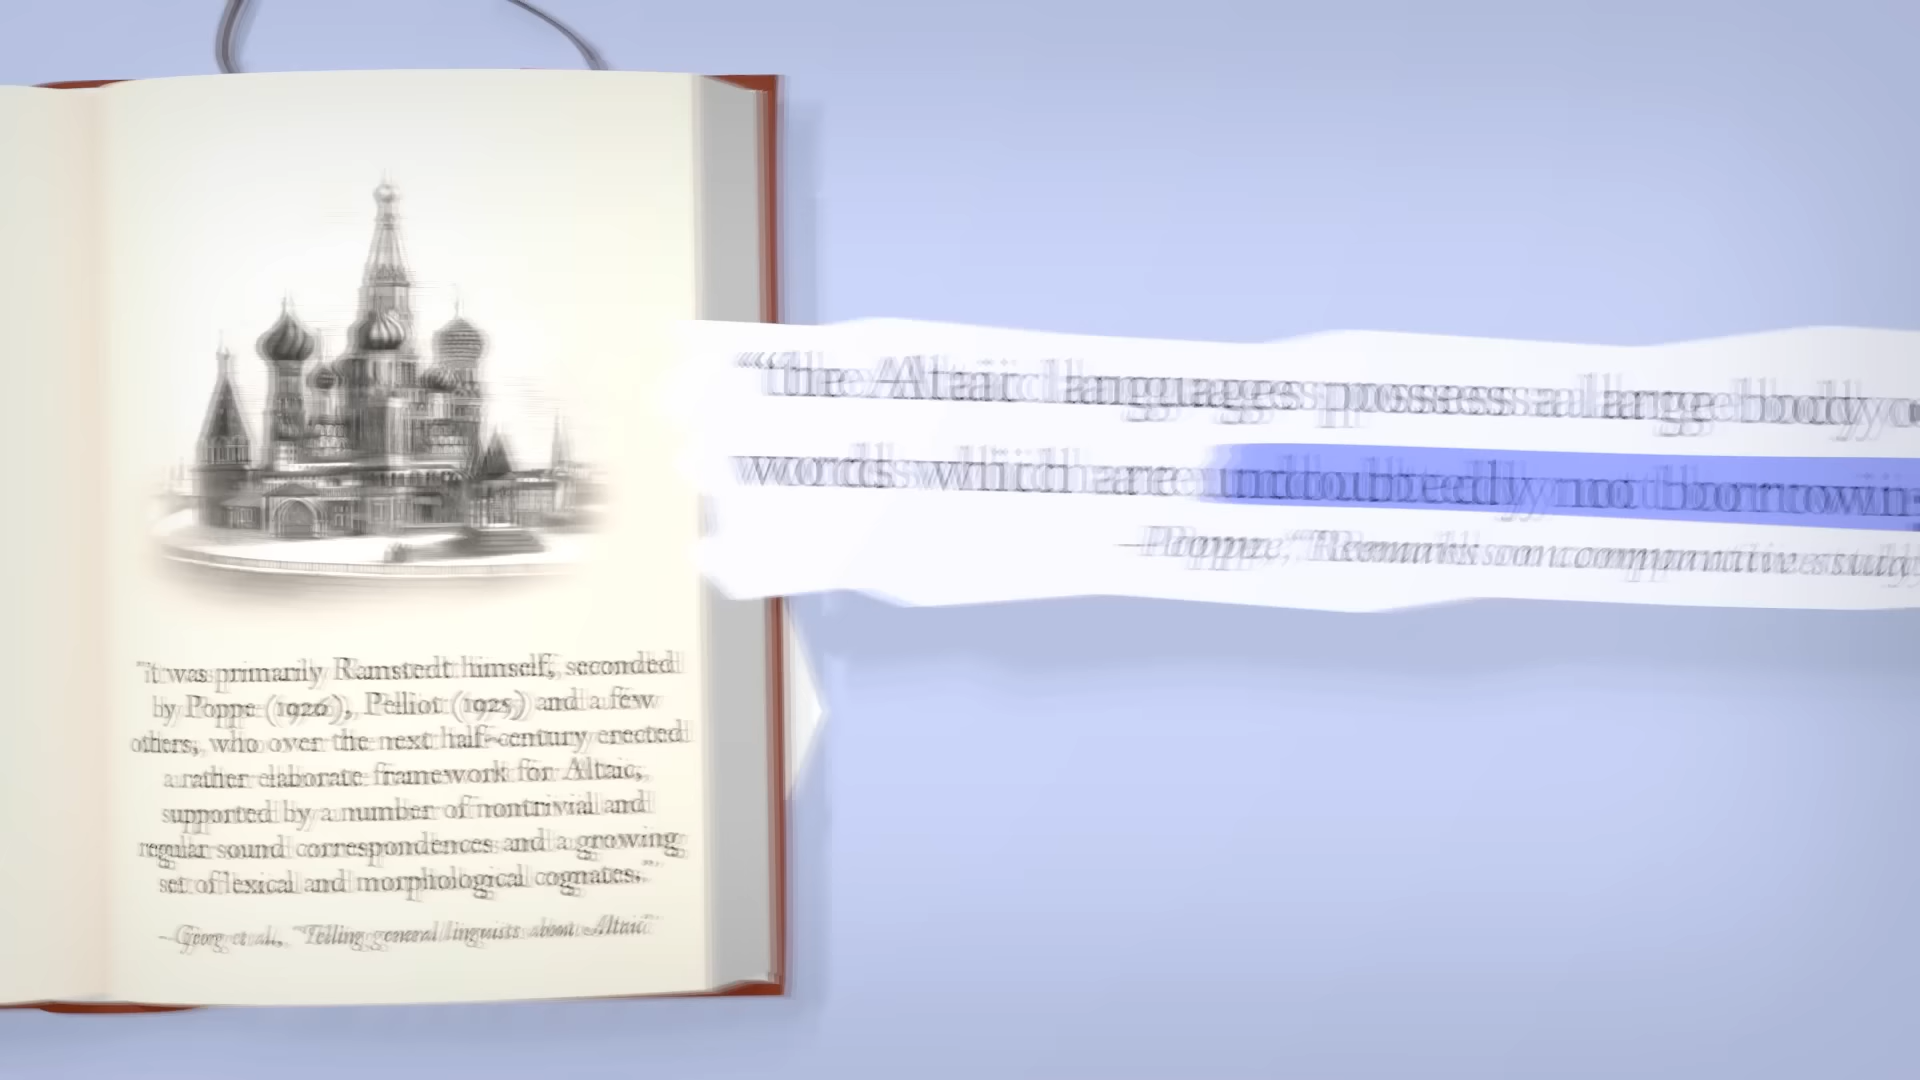 "it was primarily Ramstedt himself, seconded
by Poppe (1926), Pelliot (1925) and a few
others, who over the next half-century erected
a rather elaborate framework for Altaic,
supported by a number of nontrivial and
regular sound correspondences and a growing
set of lexical and morphological cognates."
—Georg et al., "Telling general linguists about Altaic"
"the Altaic languages possess a large body
words which are undoubtedly not borrowin
—Poppe, "Remarks on comparative study